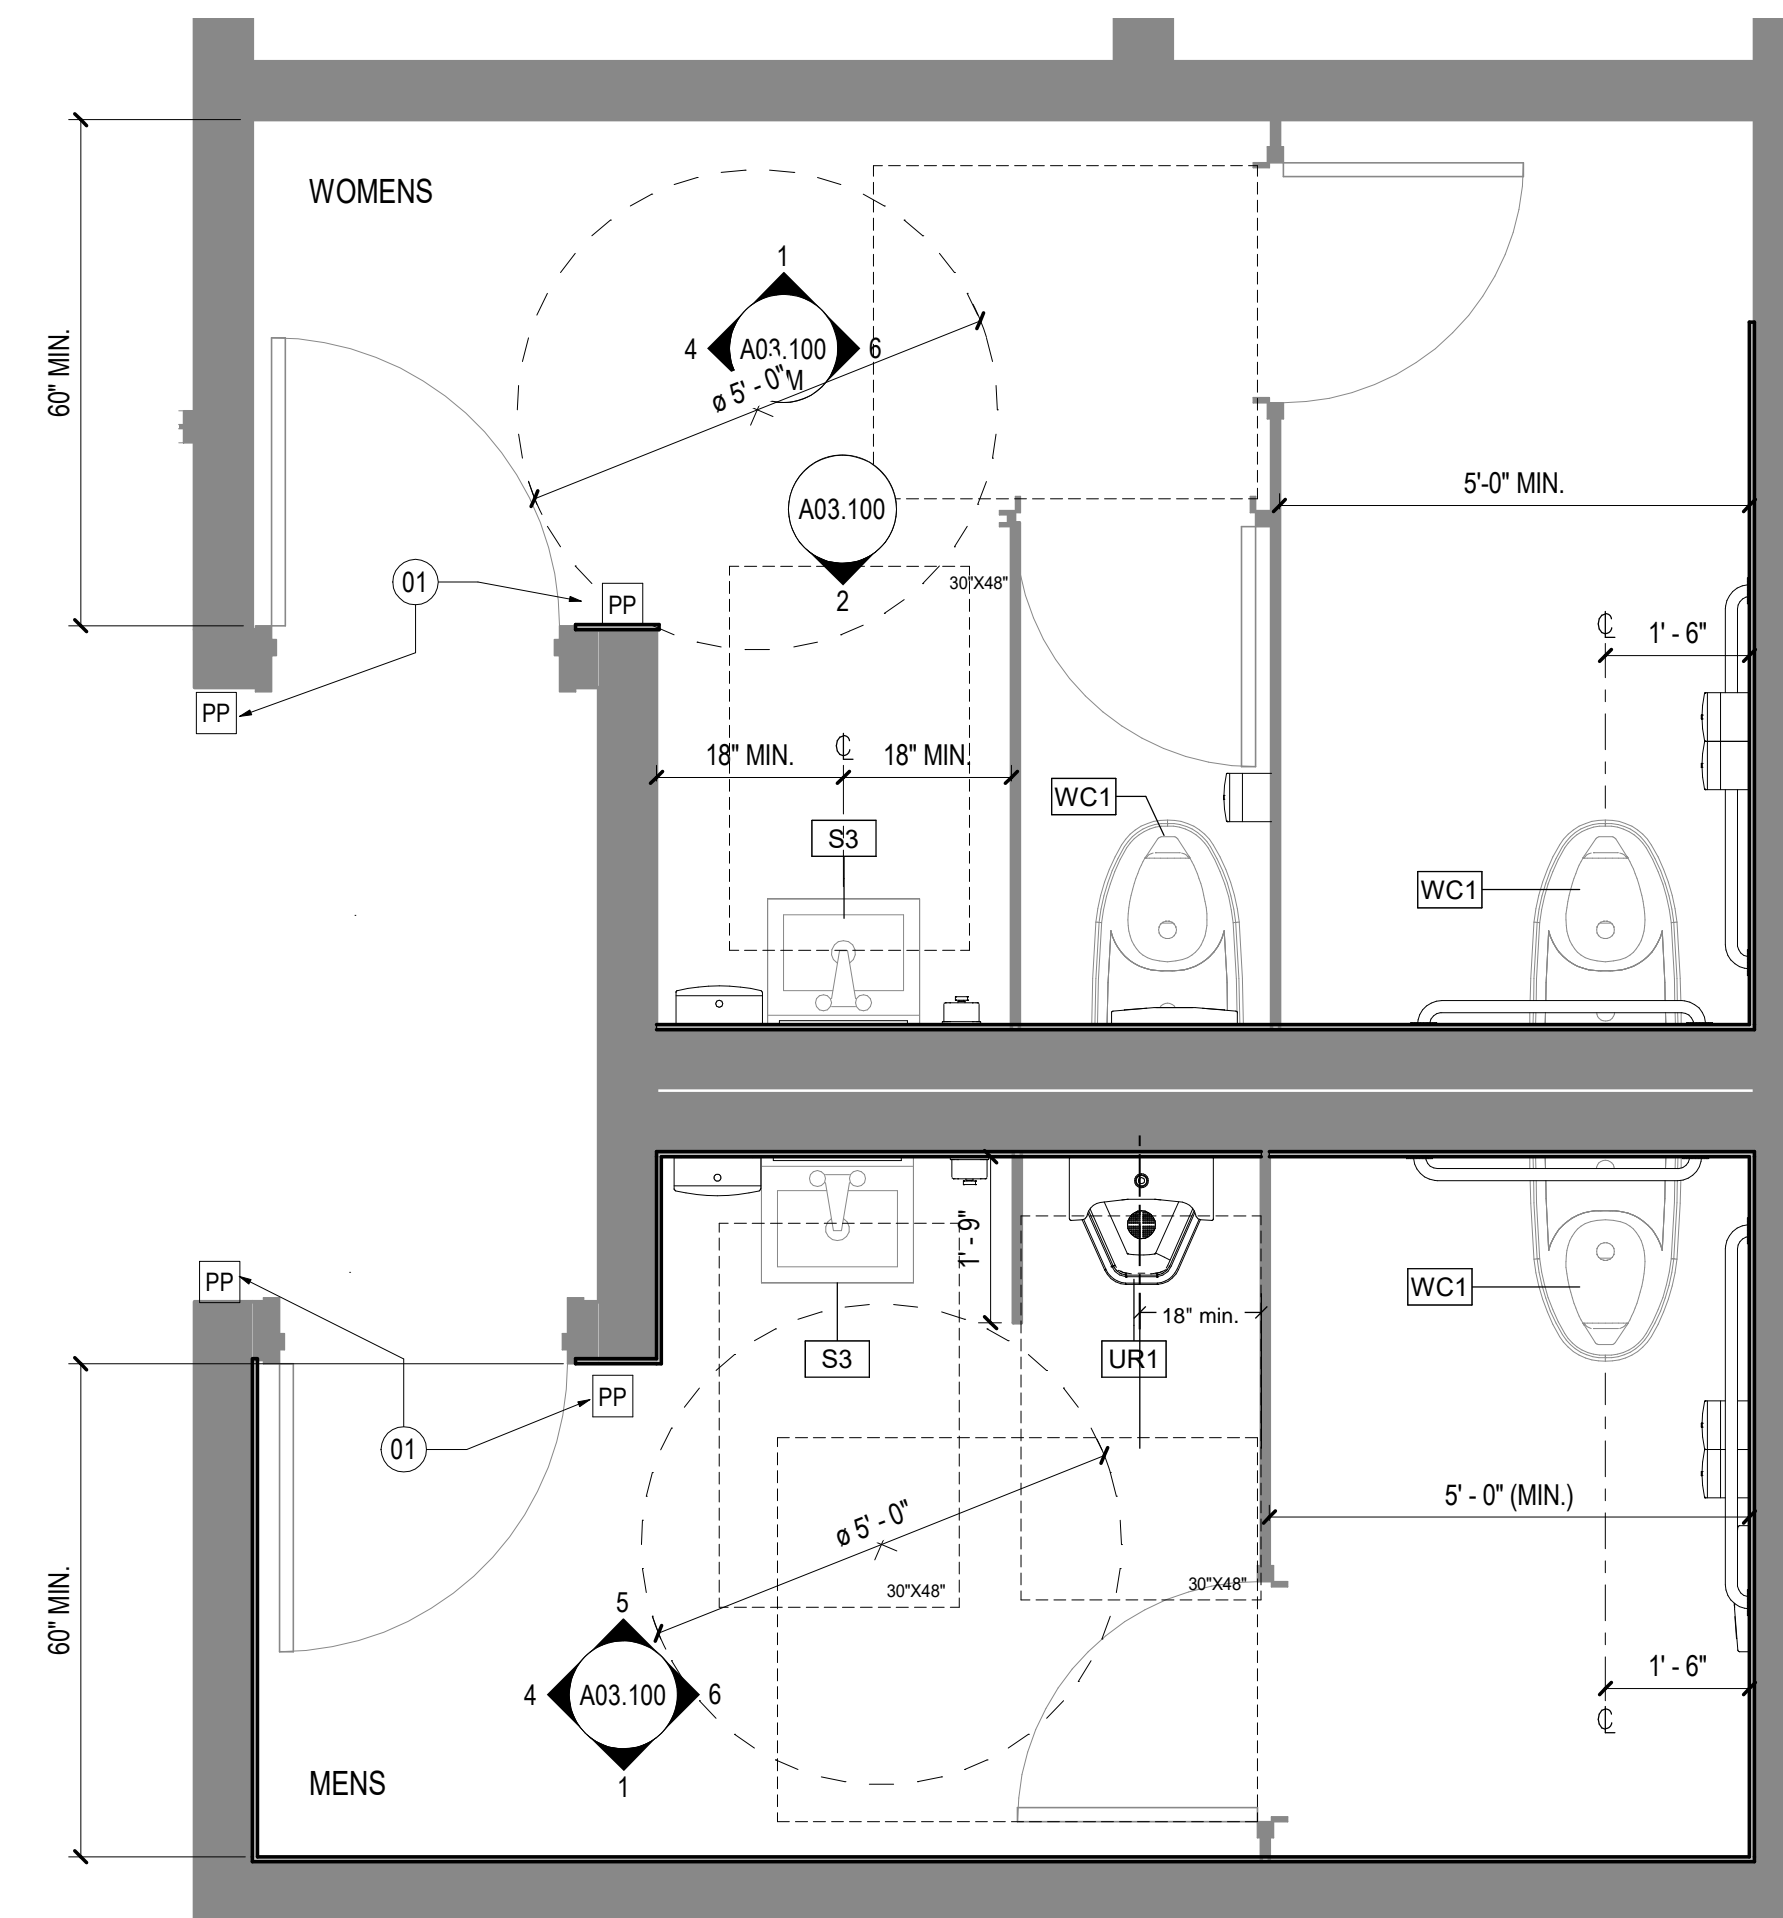 WOMENS
1
4
A03.100
6
ø 5' - 0"
M
60" MIN.
A03.100
2
5'-0" MIN.
30"X48"
01
PP
PP
℄
1' - 6"
18" MIN.
℄
18" MIN.
WC1
S3
WC1
1' - 9"
PP
WC1
18" min.
S3
UR1
PP
01
5' - 0" (MIN.)
ø 5' - 0"
30"X48"
30"X48"
60" MIN.
5
4
A03.100
6
1
1' - 6"
℄
MENS